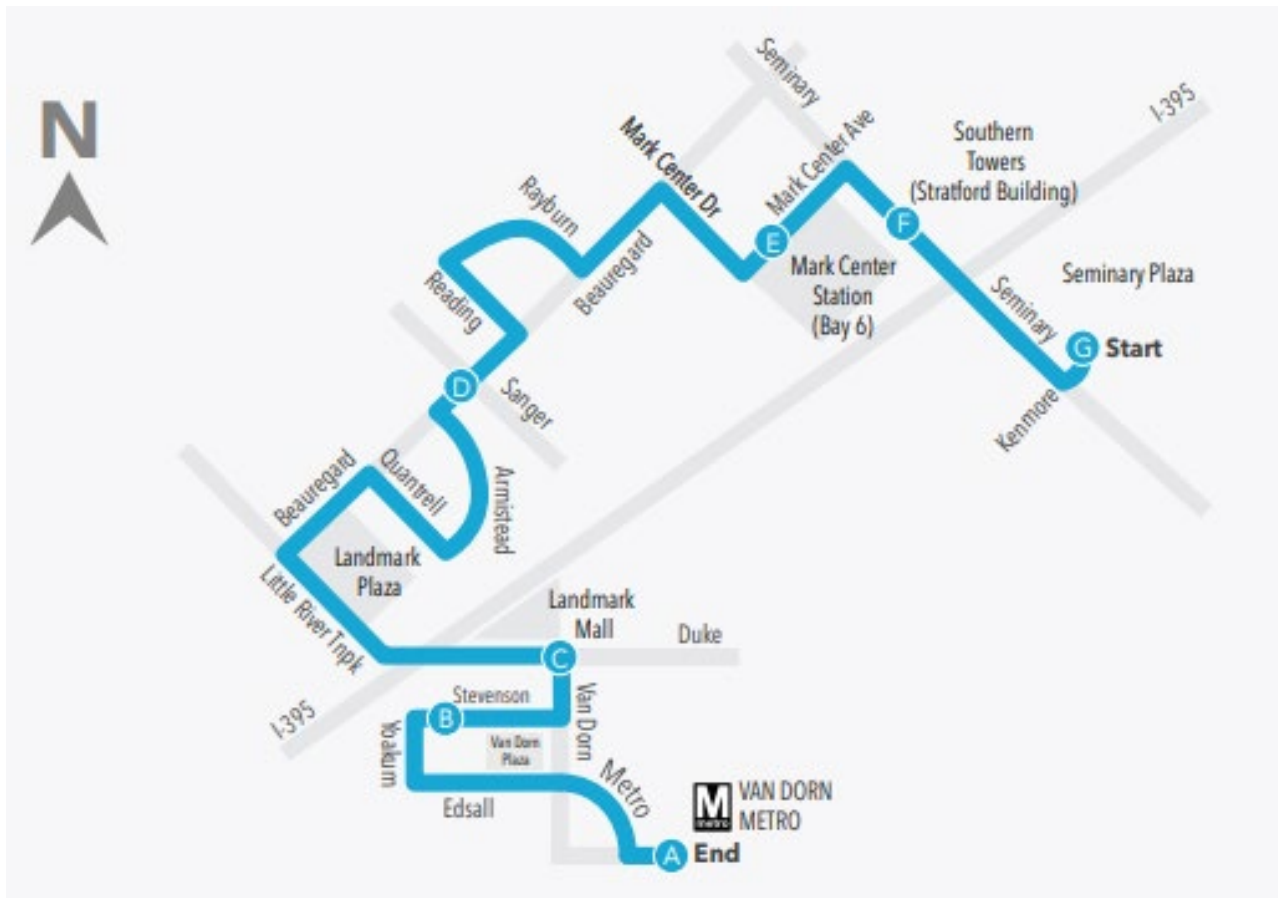 N
Seminary
I-395
Mark Center Ave
Southern
Towers
(Stratford Building)
Mark Center Dr
Rayburn
F
E
Beauregard
Mark Center
Station
(Bay 6)
Seminary Plaza
Seminary
Reading
G Start
D
Sanger
Kenmore
Beauregard
Quantrell
Armistead
Landmark
Plaza
Little River Tnpk
Landmark
Mall
Duke
C
I-395
Stevenson
Van Dorn
B
Yoakum
Van Dorn
Plaza
Metro
Edsall
M
metro
VAN DORN
METRO
A End